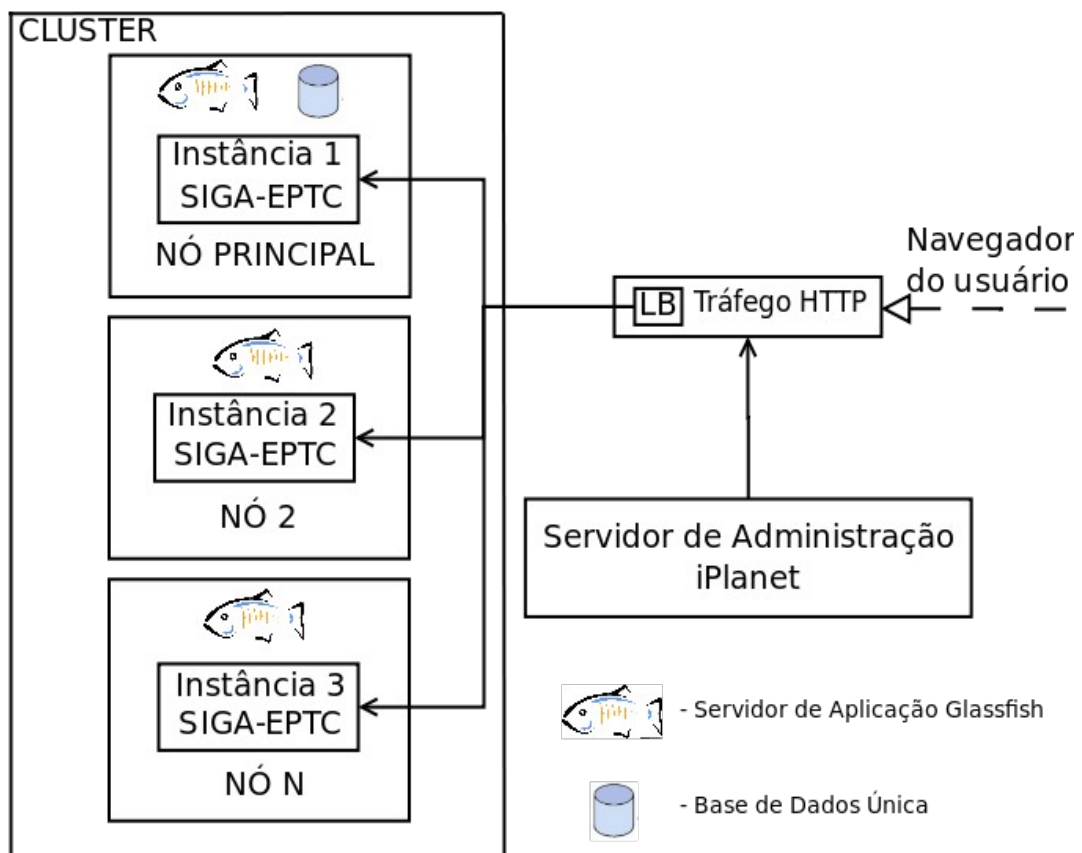 CLUSTER
Instância 1
SIGA-EPTC
NÓ PRINCIPAL
Instância 2
SIGA-EPTC
NÓ 2
Instância 3
SIGA-EPTC
NÓ N
Navegador
do usuário
LB Tráfego HTTP
Servidor de Administração
iPlanet
- Servidor de Aplicação Glassfish
- Base de Dados Única